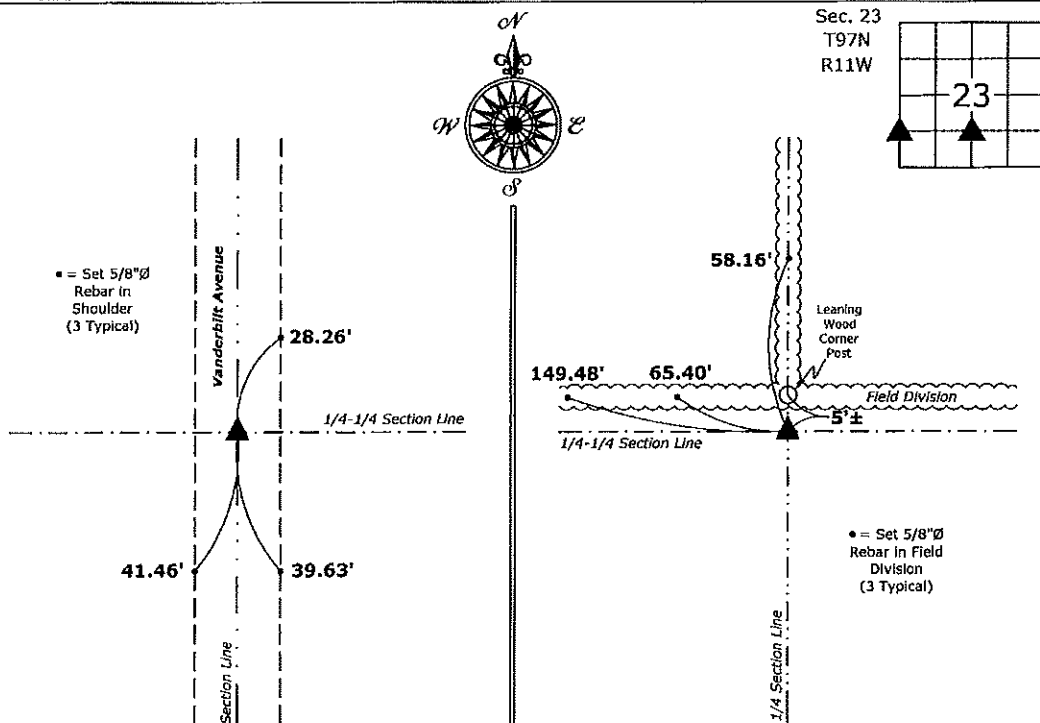 N
W
E
S
Sec. 23
T97N
R11W
23
• = Set 5/8"Ø
Rebar in
Shoulder
(3 Typical)
Vanderbilt Avenue
28.26'
1/4-1/4 Section Line
41.46'
39.63'
Section Line
58.16'
Leaning
Wood
Corner
Post
149.48'
65.40'
Field Division
5'±
1/4-1/4 Section Line
• = Set 5/8"Ø
Rebar in Field
Division
(3 Typical)
1/4 Section Line